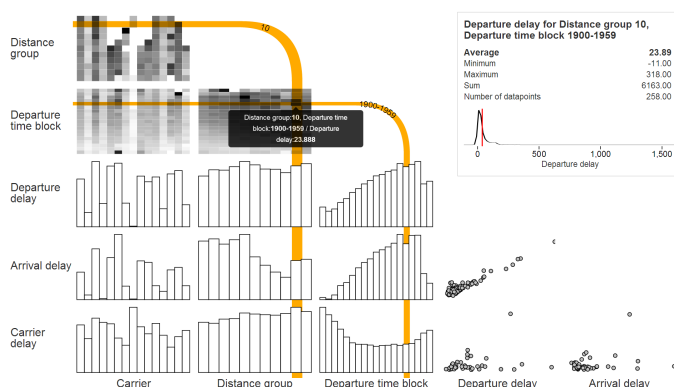 Distance
group
Departure
time block
Departure
delay
Arrival delay
Carrier
delay
10
1900-1959
Distance group:10, Departure time
block:1900-1959 / Departure
delay:23.888
Carrier
Distance group
Departure time block
Departure delay
Arrival delay
Departure delay for Distance group 10,
Departure time block 1900-1959
Average 23.89
Minimum -11.00
Maximum 318.00
Sum 6163.00
Number of datapoints 258.00
0 500 1,000 1,500
Departure delay